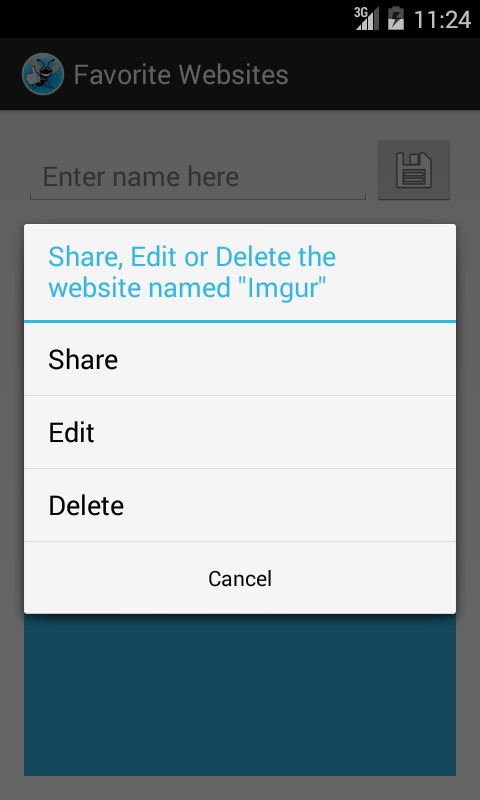 3G 11:24
Favorite Websites
Enter name here
Share, Edit or Delete the
website named "Imgur"
Share
Edit
Delete
Cancel